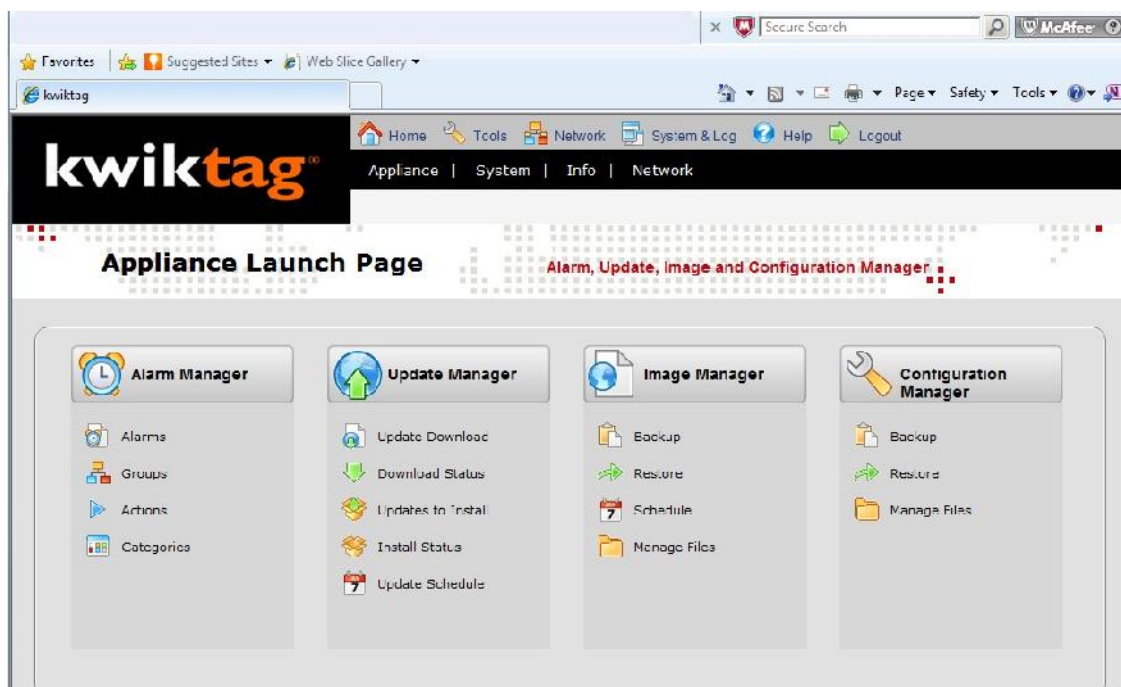 Secure Search McAfee
Favorites Suggested Sites Web Slice Gallery
kwiktag Page Safety Tools
Home Tools Network System & Log Help Logout
kwiktag®
Appliance | System | Info | Network
Appliance Launch Page
Alarm, Update, Image and Configuration Manager
Alarm Manager
Alarms
Groups
Actions
Categories
Update Manager
Update Download
Download Status
Updates to Install
Install Status
Update Schedule
Image Manager
Backup
Restore
Schedule
Manage Files
Configuration
Manager
Backup
Restore
Manage Files